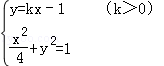 y=kx-1 (k>0)
x²/4+y²=1